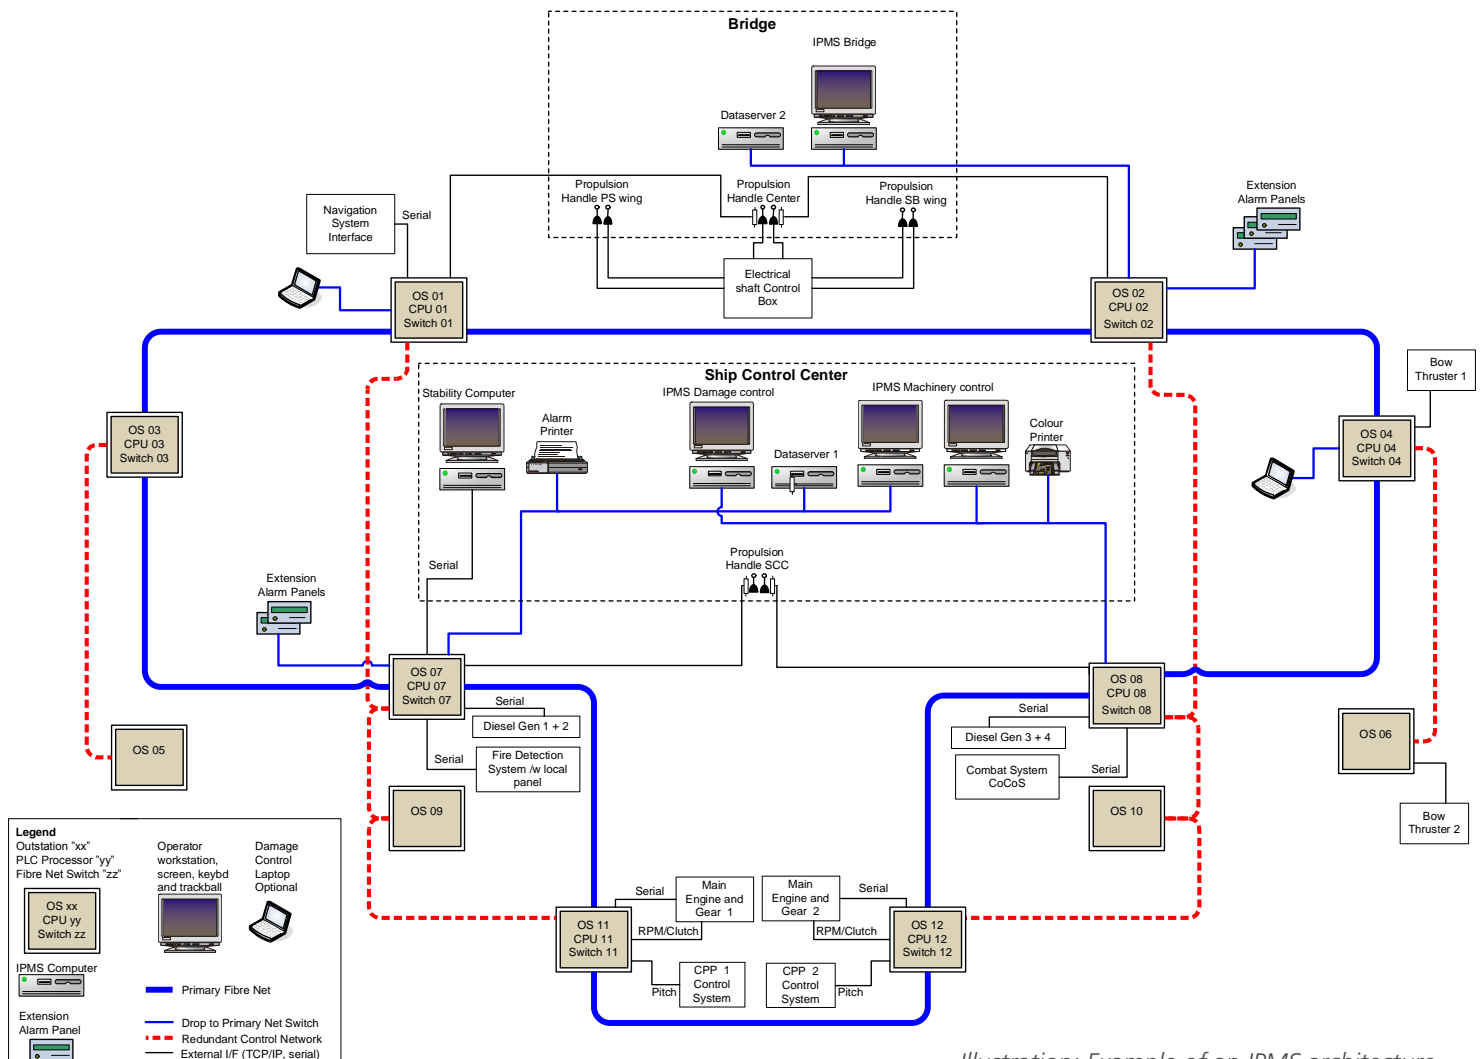 Bridge
IPMS Bridge
Dataserver 2
Propulsion
Handle PS wing
Propulsion
Handle Center
Propulsion
Handle SB wing
Extension
Alarm Panels
Navigation
System
Interface
Serial
Electrical
shaft Control
Box
OS 01
CPU 01
Switch 01
OS 02
CPU 02
Switch 02
Ship Control Center
Stability Computer
Alarm
Printer
IPMS Damage control
Dataserver 1
IPMS Machinery control
Colour
Printer
Bow
Thruster 1
OS 03
CPU 03
Switch 03
OS 04
CPU 04
Switch 04
Serial
Propulsion
Handle SCC
Extension
Alarm Panels
OS 07
CPU 07
Switch 07
OS 08
CPU 08
Switch 08
Serial
Diesel Gen 1 + 2
Serial
Fire Detection
System /w local
panel
Serial
Diesel Gen 3 + 4
Combat System
CoCoS
Serial
OS 05
OS 06
OS 09
OS 10
Bow
Thruster 2
Serial
Main
Engine and
Gear 1
RPM/Clutch
Main
Engine and
Gear 2
Serial
RPM/Clutch
OS 11
CPU 11
Switch 11
OS 12
CPU 12
Switch 12
Pitch
CPP 1
Control
System
CPP 2
Control
System
Pitch
Legend
Outstation "xx"
PLC Processor "yy"
Fibre Net Switch "zz"
OS xx
CPU yy
Switch zz
Operator
workstation,
screen, keybd
and trackball
Damage
Control
Laptop
Optional
IPMS Computer
Extension
Alarm Panel
Primary Fibre Net
Drop to Primary Net Switch
Redundant Control Network
External I/F (TCP/IP, serial)
Illustration: Example of an IPMS architecture